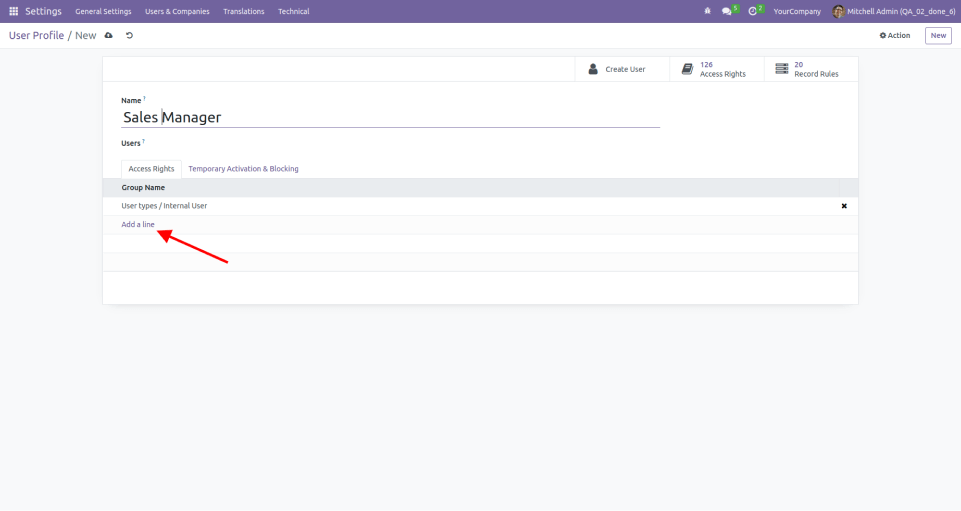 Settings General Settings Users & Companies Translations Technical 5 2 YourCompany Mitchell Admin (QA_02_done_6)
User Profile / New Action New
Create User 126 Access Rights 20 Record Rules
Name ?
Sales Manager
Users ?
Access Rights Temporary Activation & Blocking
Group Name
User types / Internal User
Add a line